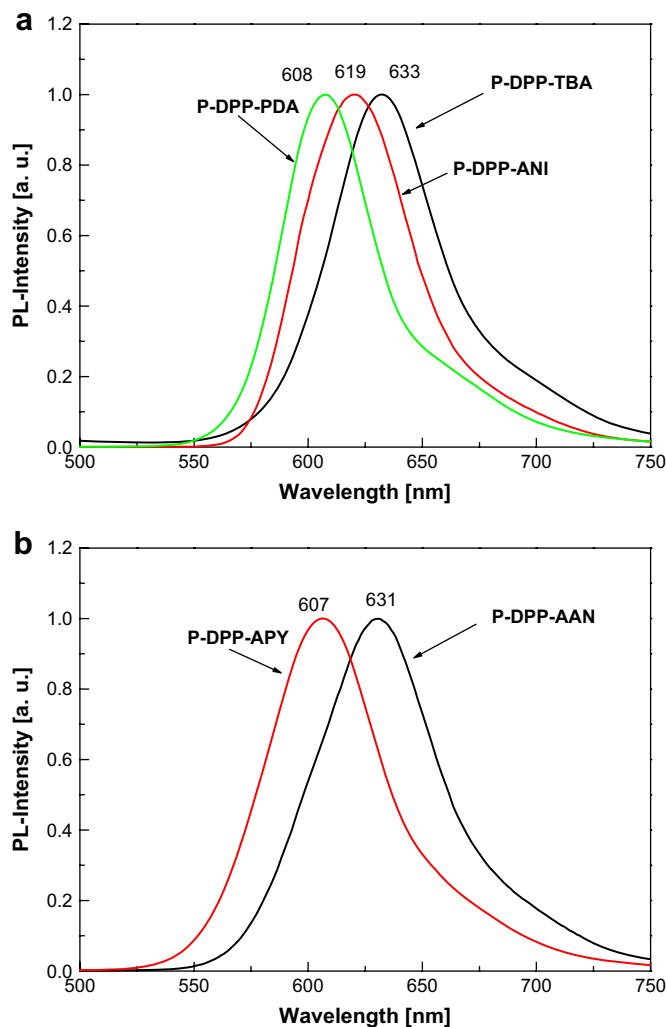 a
1.2
1.0
0.8
0.6
0.4
0.2
0.0
PL-Intensity [a. u.]
608 619 633
P-DPP-TBA
P-DPP-PDA
P-DPP-ANI
500 550 600 650 700 750
Wavelength [nm]
b
1.2
1.0
0.8
0.6
0.4
0.2
0.0
PL-Intensity [a. u.]
607 631
P-DPP-APY
P-DPP-AAN
500 550 600 650 700 750
Wavelength [nm]